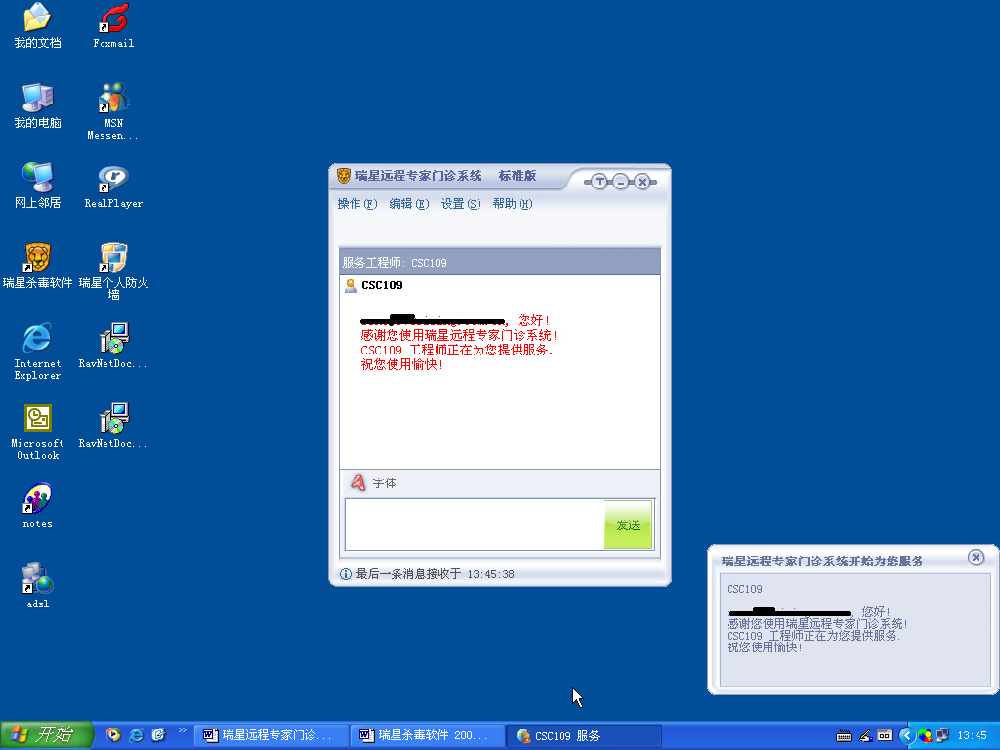 我的文档
Foxmail
我的电脑
MSN
Messen...
网上邻居
RealPlayer
瑞星杀毒软件
瑞星个人防火
墙
Internet
Explorer
RavNetDoc...
Microsoft
Outlook
RavNetDoc...
notes
adsl
瑞星远程专家门诊系统 标准版
操作(F) 编辑(E) 设置(S) 帮助(H)
服务工程师: CSC109
CSC109
, 您好!
感谢您使用瑞星远程专家门诊系统!
CSC109 工程师正在为您提供服务.
祝您使用愉快!
字体
发送
最后一条消息接收于 13:45:38
瑞星远程专家门诊系统开始为您服务
CSC109 :
, 您好!
感谢您使用瑞星远程专家门诊系统!
CSC109 工程师正在为您提供服务.
祝您使用愉快!
开始
瑞星远程专家门诊...
瑞星杀毒软件 200...
CSC109 服务
13:45